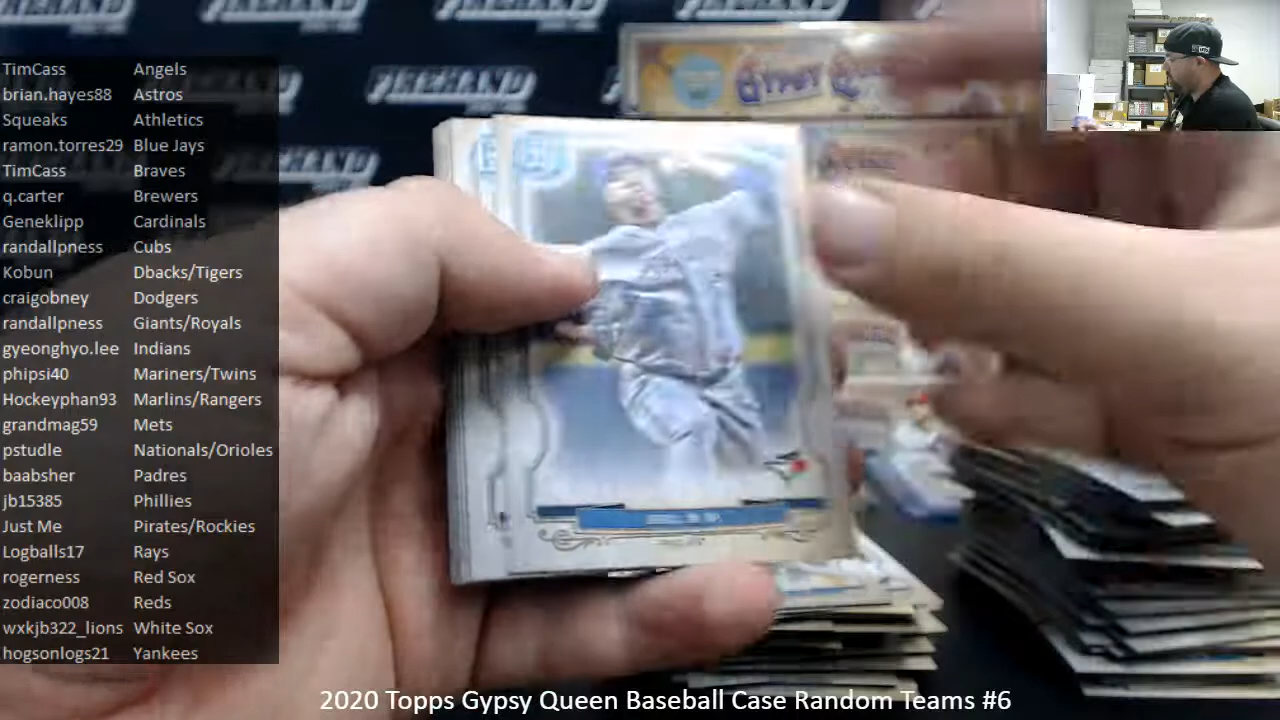 FIREHAND
GYPSY QUEEN
TimCass Angels
brian.hayes88 Astros
Squeaks Athletics
ramon.torres29 Blue Jays
TimCass Braves
q.carter Brewers
Geneklipp Cardinals
randallpness Cubs
Kobun Dbacks/Tigers
craigobney Dodgers
randallpness Giants/Royals
gyeonghyo.lee Indians
phipsi40 Mariners/Twins
Hockeyphan93 Marlins/Rangers
grandmag59 Mets
pstudle Nationals/Orioles
baabsher Padres
jb15385 Phillies
Just Me Pirates/Rockies
Logballs17 Rays
rogerness Red Sox
zodiaco008 Reds
wxkjb322_lions White Sox
hogsonlogs21 Yankees
2020 Topps Gypsy Queen Baseball Case Random Teams #6